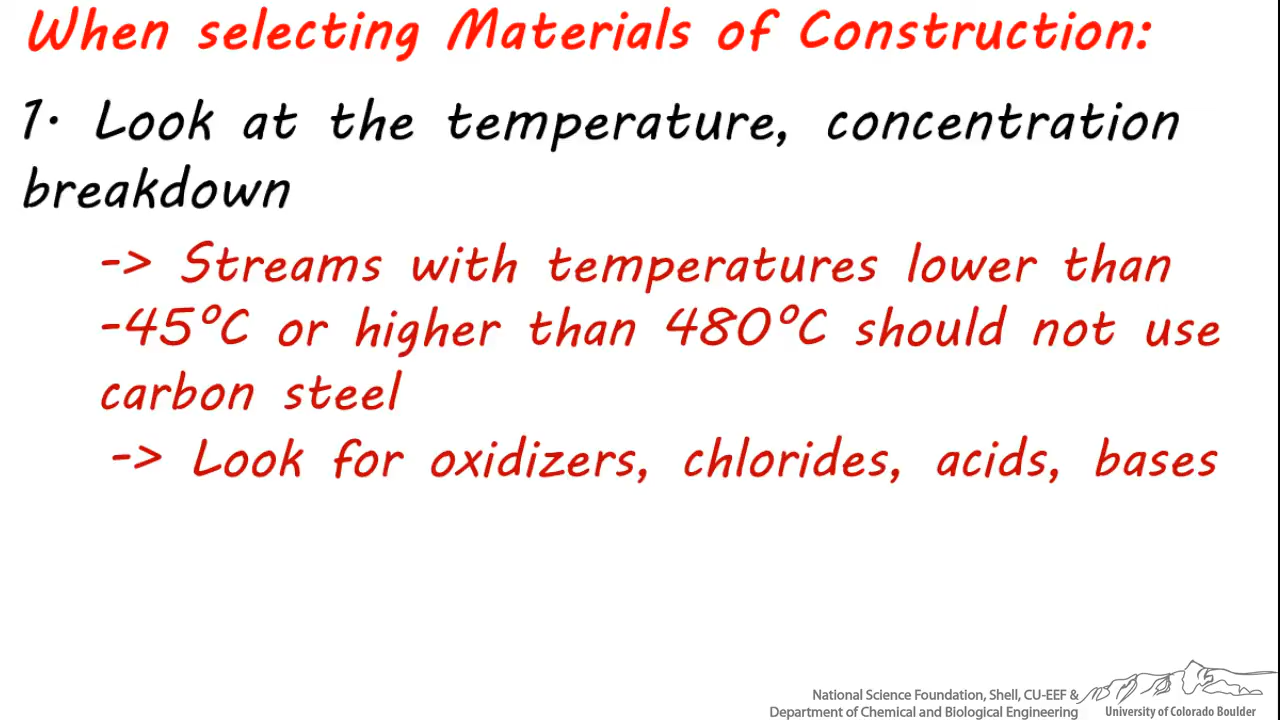 When selecting Materials of Construction:
1. Look at the temperature, concentration
breakdown
-> Streams with temperatures lower than
-45°C or higher than 480°C should not use
carbon steel
-> Look for oxidizers, chlorides, acids, bases
National Science Foundation, Shell, CU-EEF &
Department of Chemical and Biological Engineering
University of Colorado Boulder